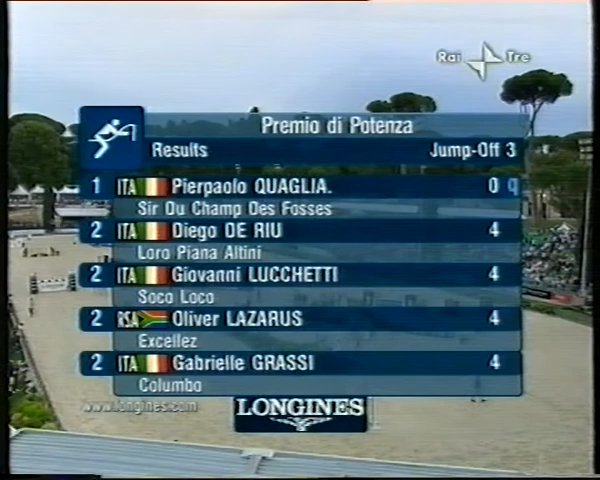 Rai Tre
Premio di Potenza
Results Jump-Off 3
1 ITA Pierpaolo QUAGLIA. 0 q
Sir Du Champ Des Fosses
2 ITA Diego DE RIU 4
Loro Piana Altini
2 ITA Giovanni LUCCHETTI 4
Soco Loco
2 RSA Oliver LAZARUS 4
Excellez
2 ITA Gabrielle GRASSI 4
Columbo
www.longines.com
LONGINES